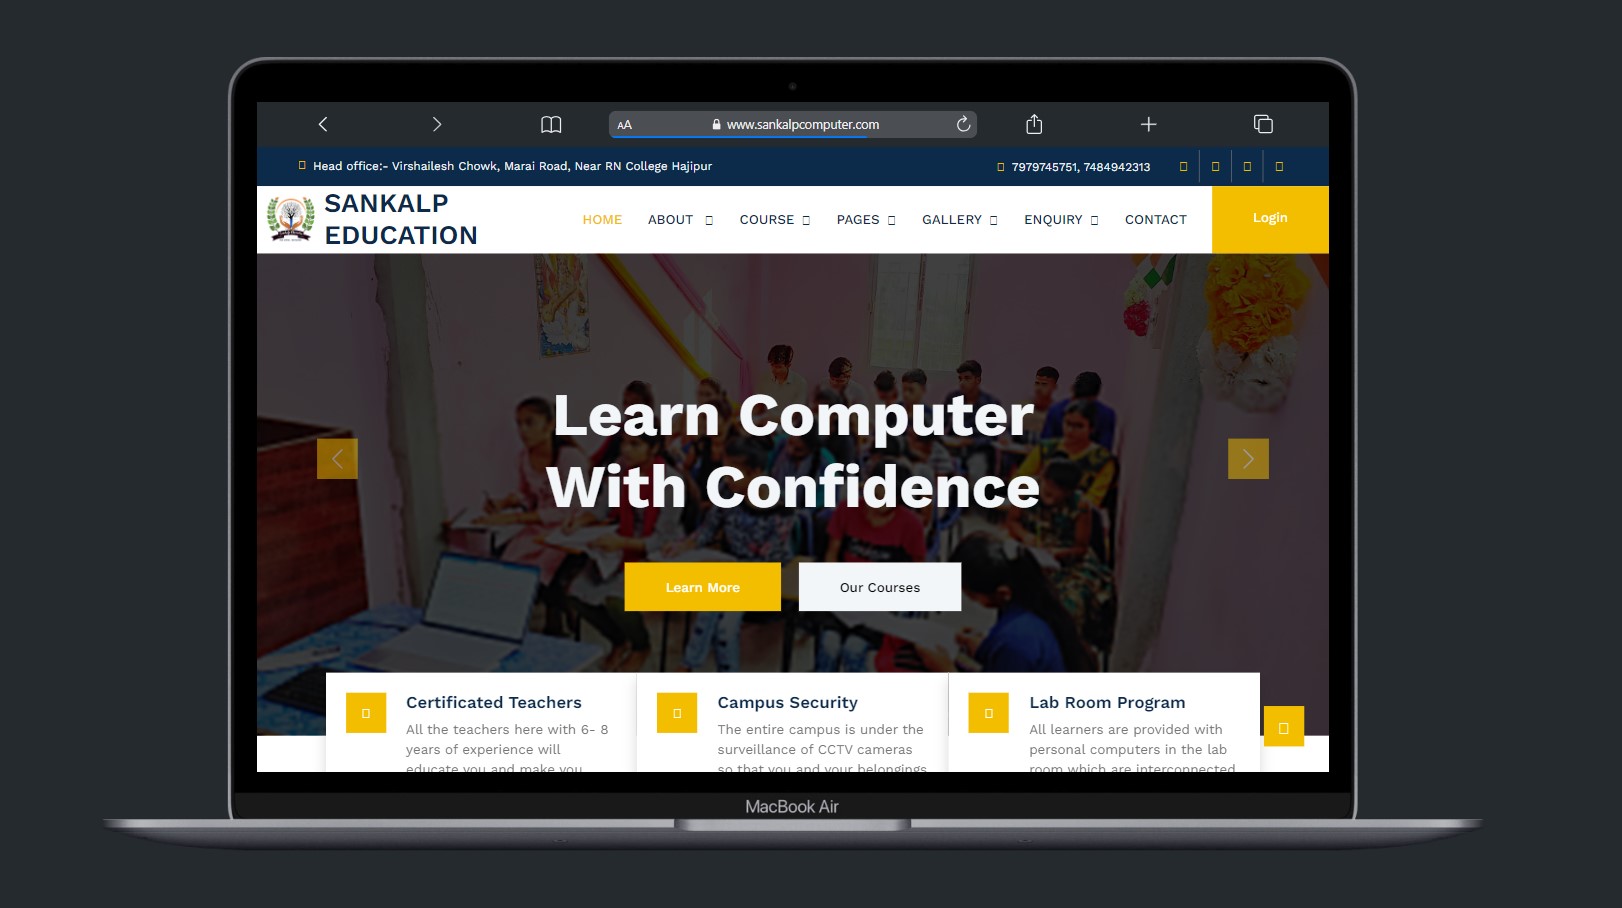 AA www.sankalpcomputer.com
Head office:- Virshailesh Chowk, Marai Road, Near RN College Hajipur 7979745751, 7484942313
SANKALP
EDUCATION
HOME ABOUT COURSE PAGES GALLERY ENQUIRY CONTACT Login
Learn Computer
With Confidence
Learn More Our Courses
Certificated Teachers
All the teachers here with 6- 8
years of experience will
educate you and make you
Campus Security
The entire campus is under the
surveillance of CCTV cameras
so that you and your belongings
Lab Room Program
All learners are provided with
personal computers in the lab
room which are interconnected
MacBook Air